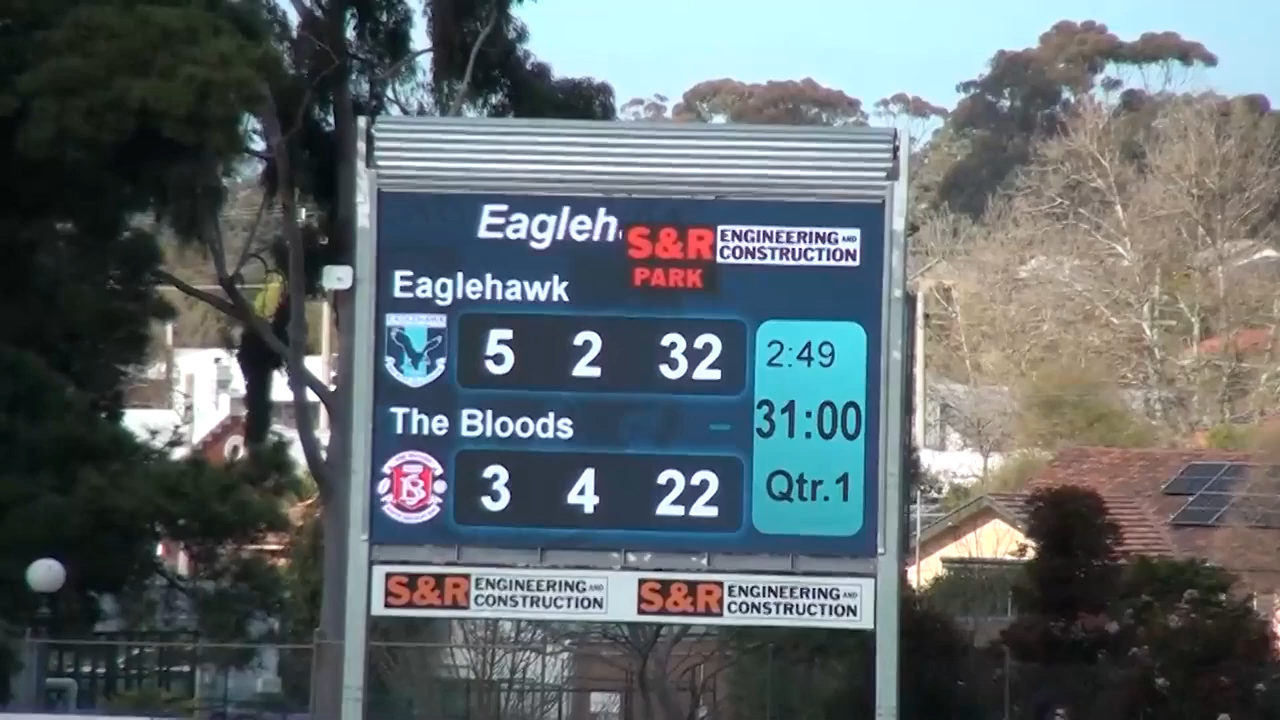 Eagleh
S&R ENGINEERING AND CONSTRUCTION
PARK
Eaglehawk
5 2 32
2:49
31:00
The Bloods
3 4 22
Qtr.1
S&R ENGINEERING AND CONSTRUCTION
S&R ENGINEERING AND CONSTRUCTION